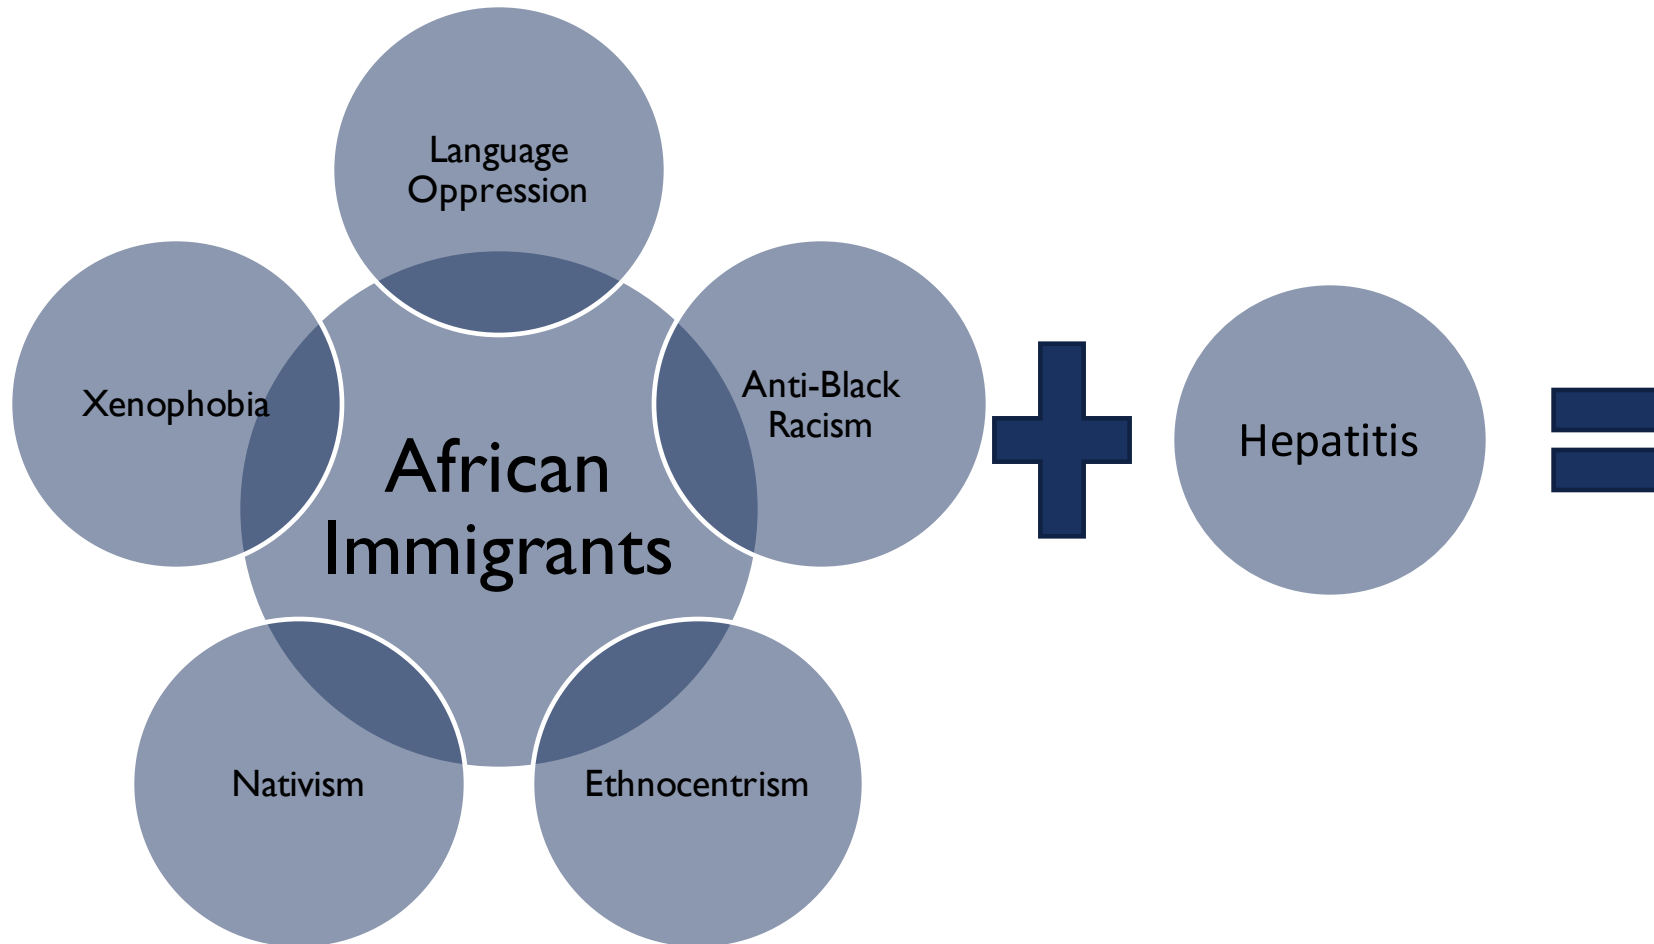 Language
Oppression
Xenophobia
Anti-Black
Racism
African
Immigrants
Hepatitis
Nativism
Ethnocentrism